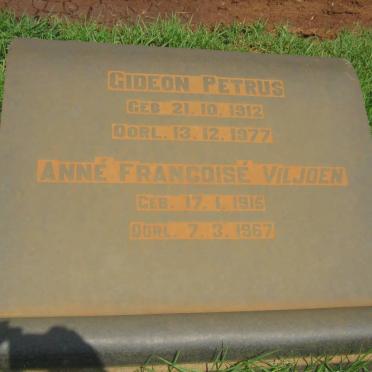 GIDEON PETRUS
GEB 21. 10. 1912
OORL. 13. 12. 1977
ANNÉ FRANCOISÉ VILJOEN
GEB. 17. 1. 1915
OORL. 7. 3. 1967